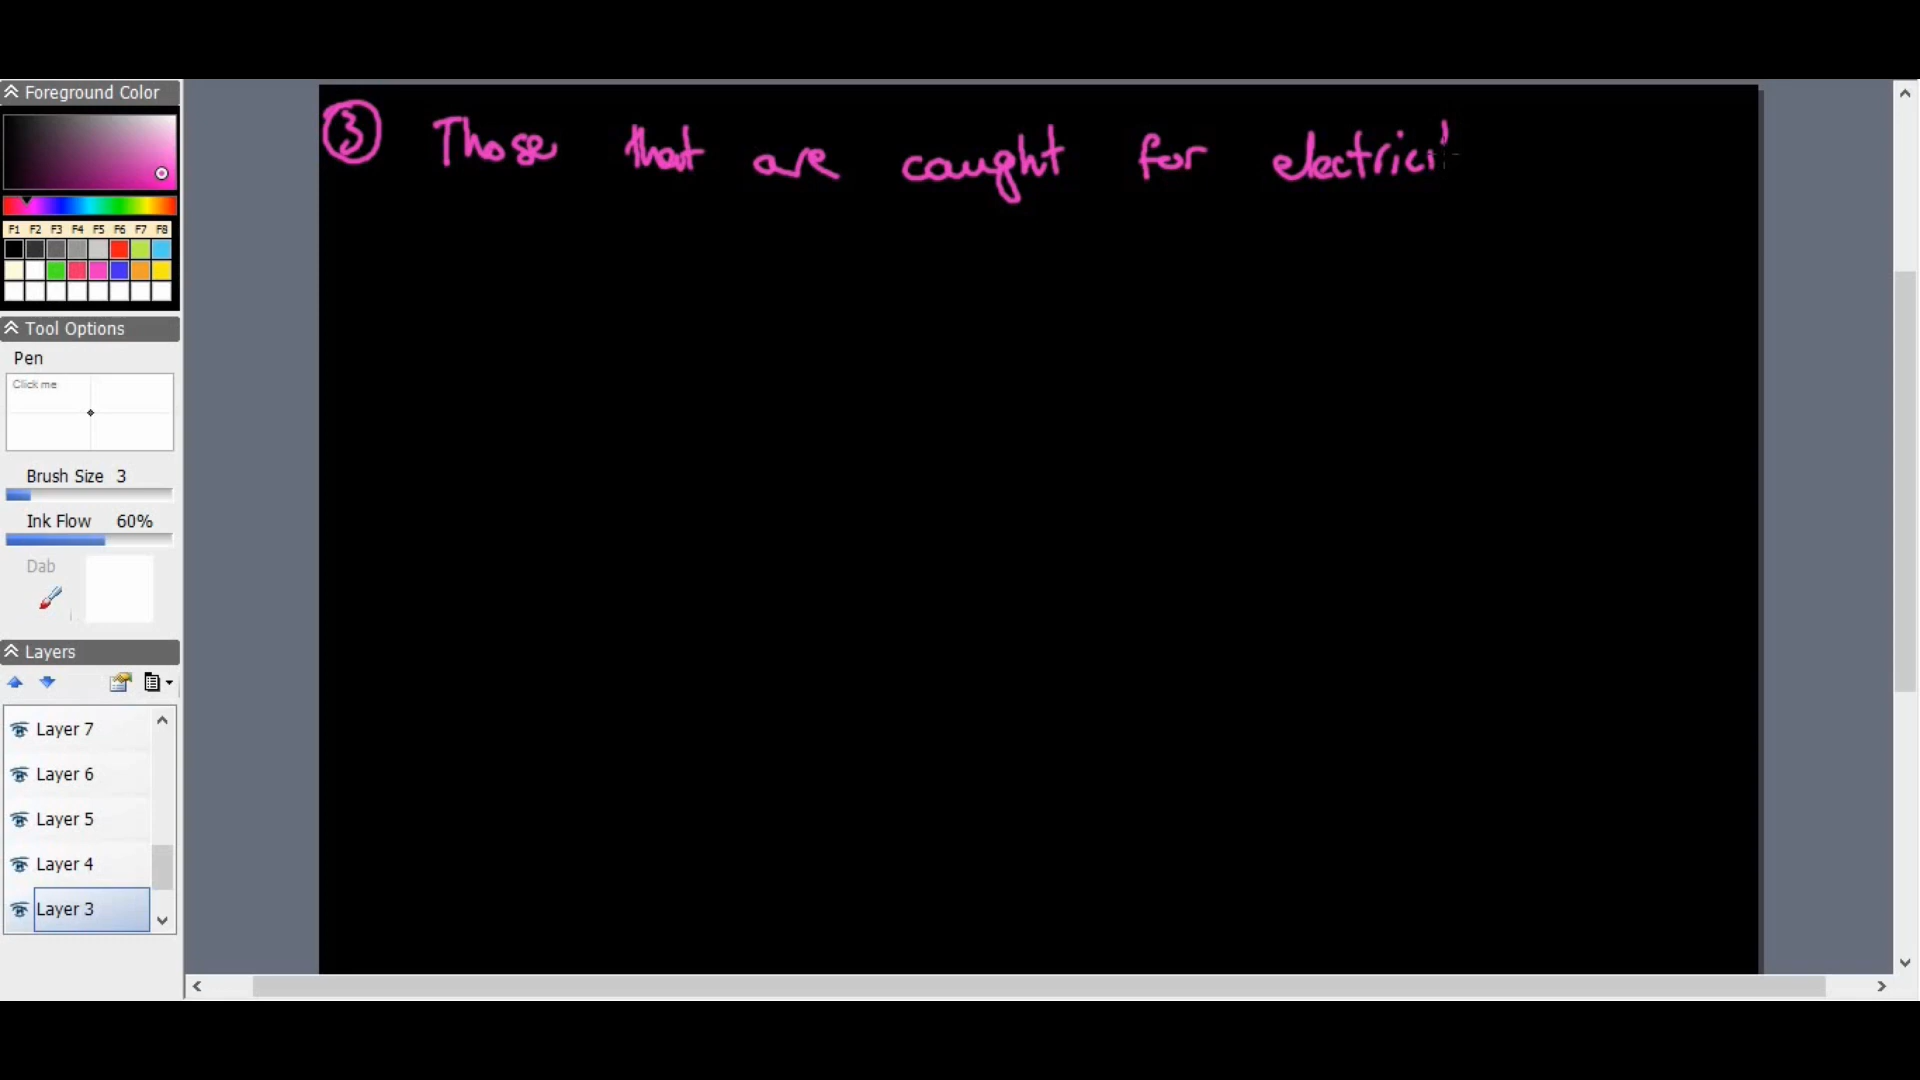 Foreground Color
F1 F2 F3 F4 F5 F6 F7 F8
Tool Options
Pen
Click me
Brush Size 3
Ink Flow 60%
Dab
Layers
Layer 7
Layer 6
Layer 5
Layer 4
Layer 3
③ Those that are caught for electricit